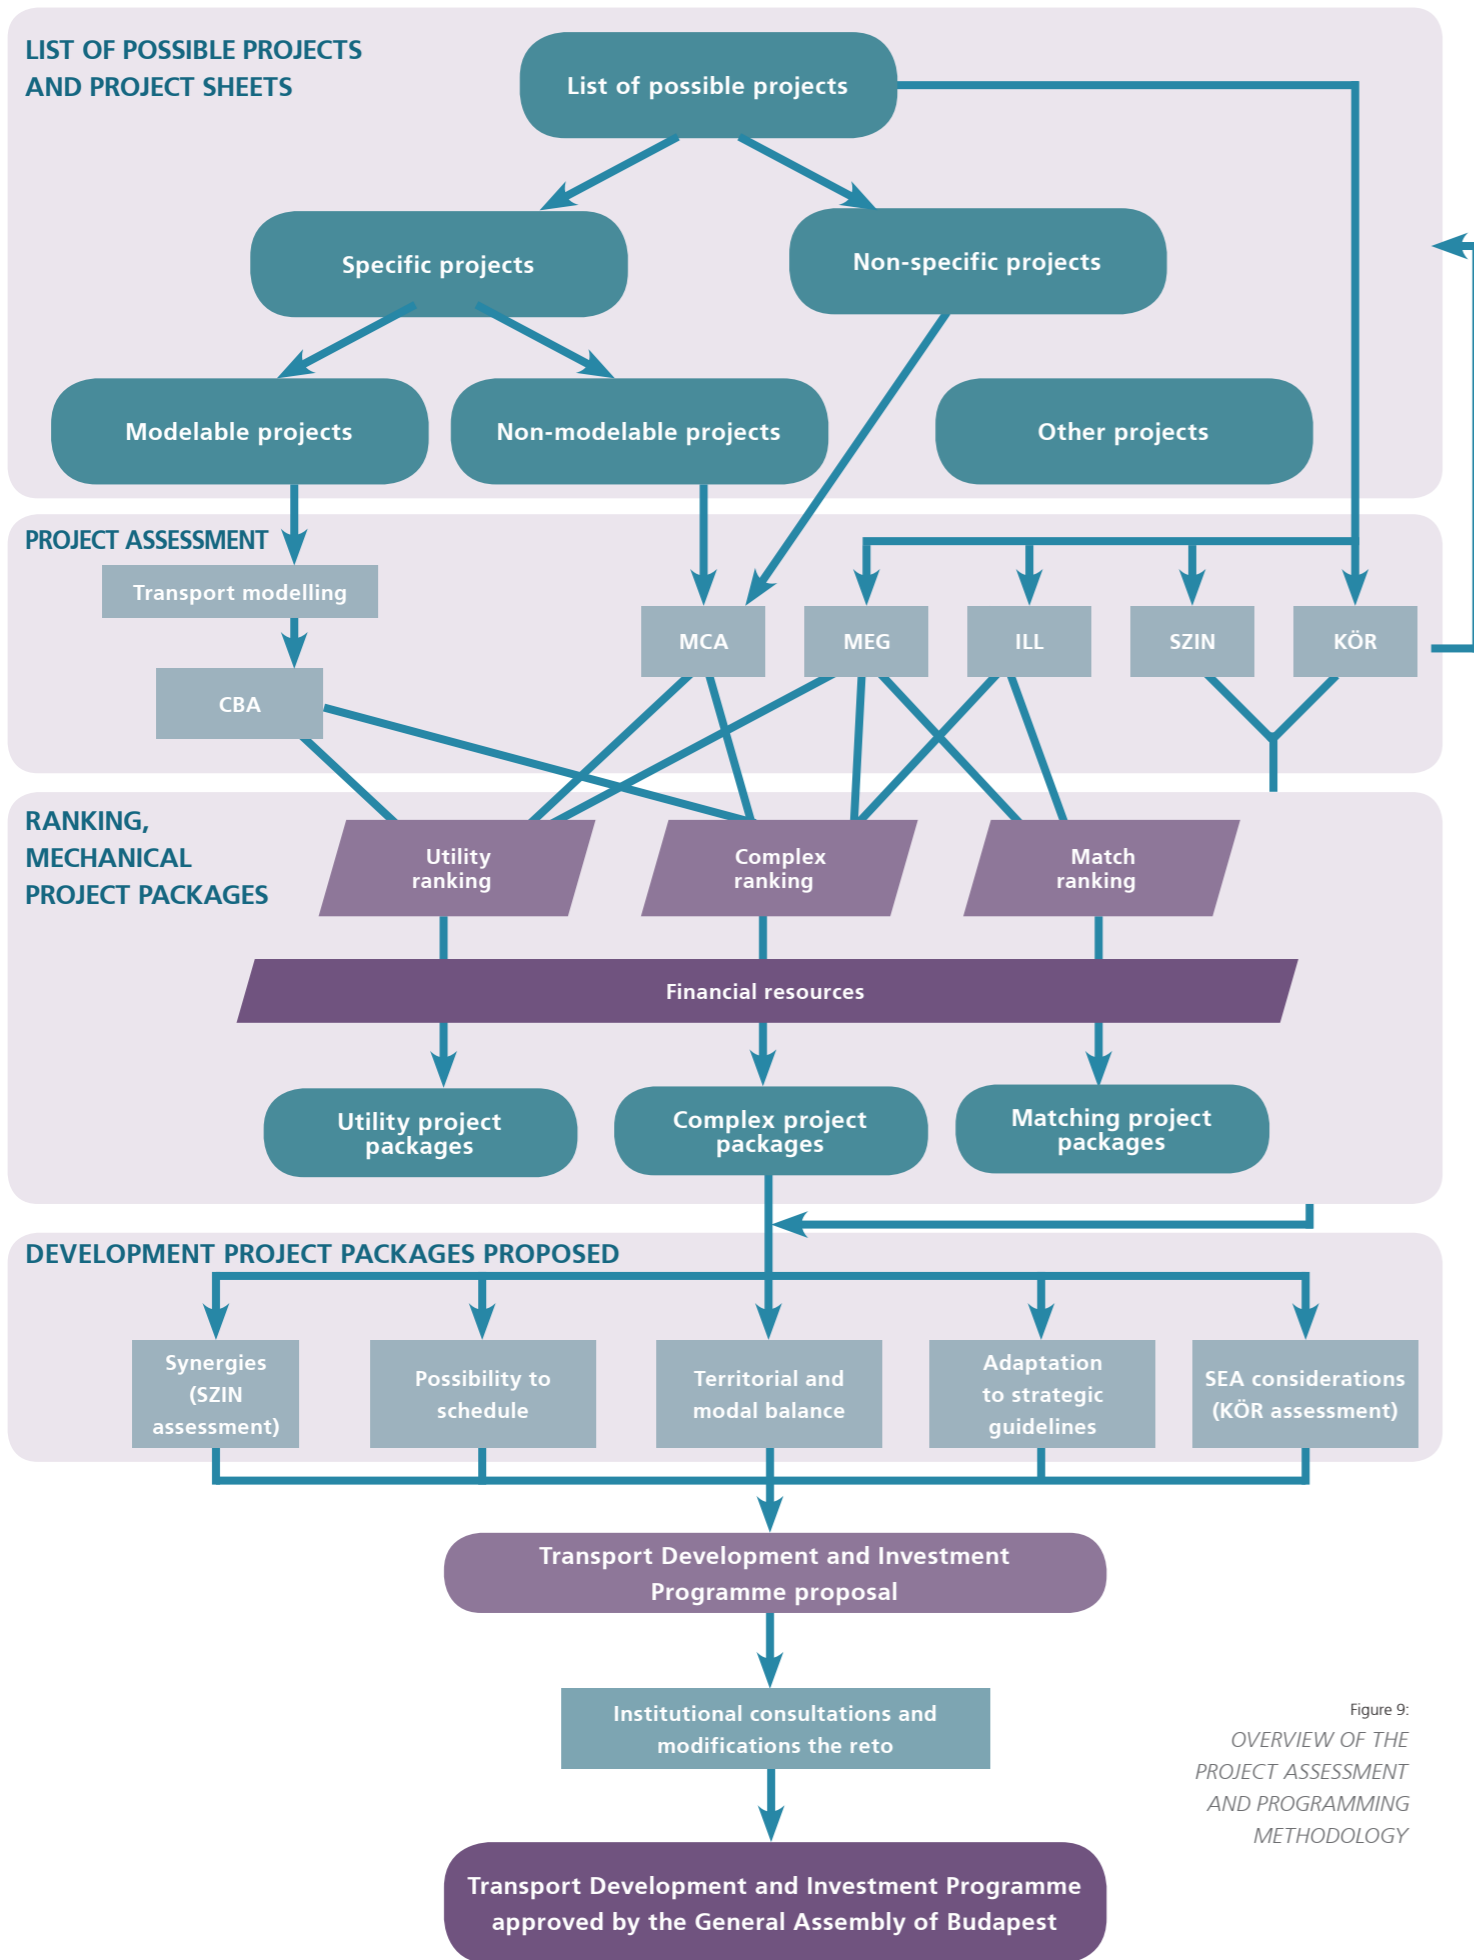 LIST OF POSSIBLE PROJECTS
AND PROJECT SHEETS
List of possible projects
Specific projects
Non-specific projects
Modelable projects
Non-modelable projects
Other projects
PROJECT ASSESSMENT
Transport modelling
CBA
MCA
MEG
ILL
SZIN
KÖR
RANKING,
MECHANICAL
PROJECT PACKAGES
Utility
ranking
Complex
ranking
Match
ranking
Financial resources
Utility project
packages
Complex project
packages
Matching project
packages
DEVELOPMENT PROJECT PACKAGES PROPOSED
Synergies
(SZIN
assessment)
Possibility to
schedule
Territorial and
modal balance
Adaptation
to strategic
guidelines
SEA considerations
(KÖR assessment)
Transport Development and Investment
Programme proposal
Institutional consultations and
modifications the reto
Transport Development and Investment Programme
approved by the General Assembly of Budapest
Figure 9:
OVERVIEW OF THE
PROJECT ASSESSMENT
AND PROGRAMMING
METHODOLOGY